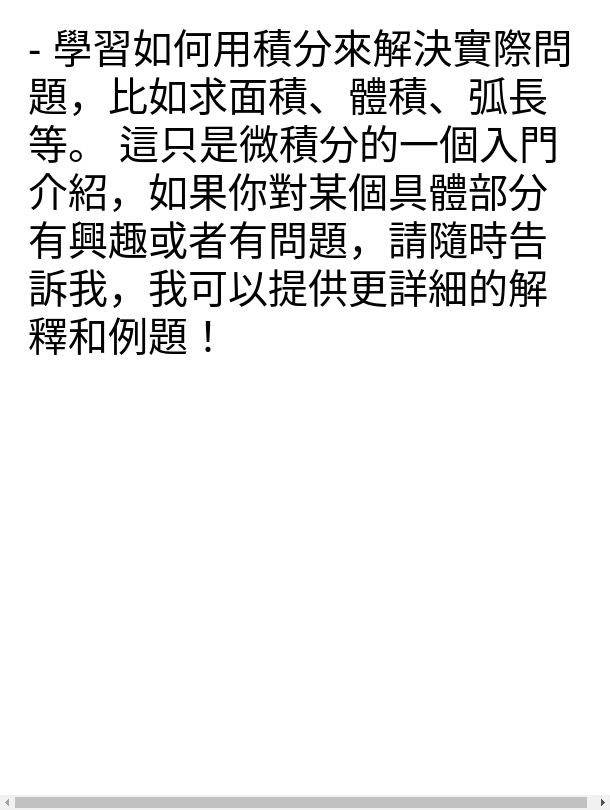 - 學習如何用積分來解決實際問
題，比如求面積、體積、弧長
等。 這只是微積分的一個入門
介紹，如果你對某個具體部分
有興趣或者有問題，請隨時告
訴我，我可以提供更詳細的解
釋和例題！